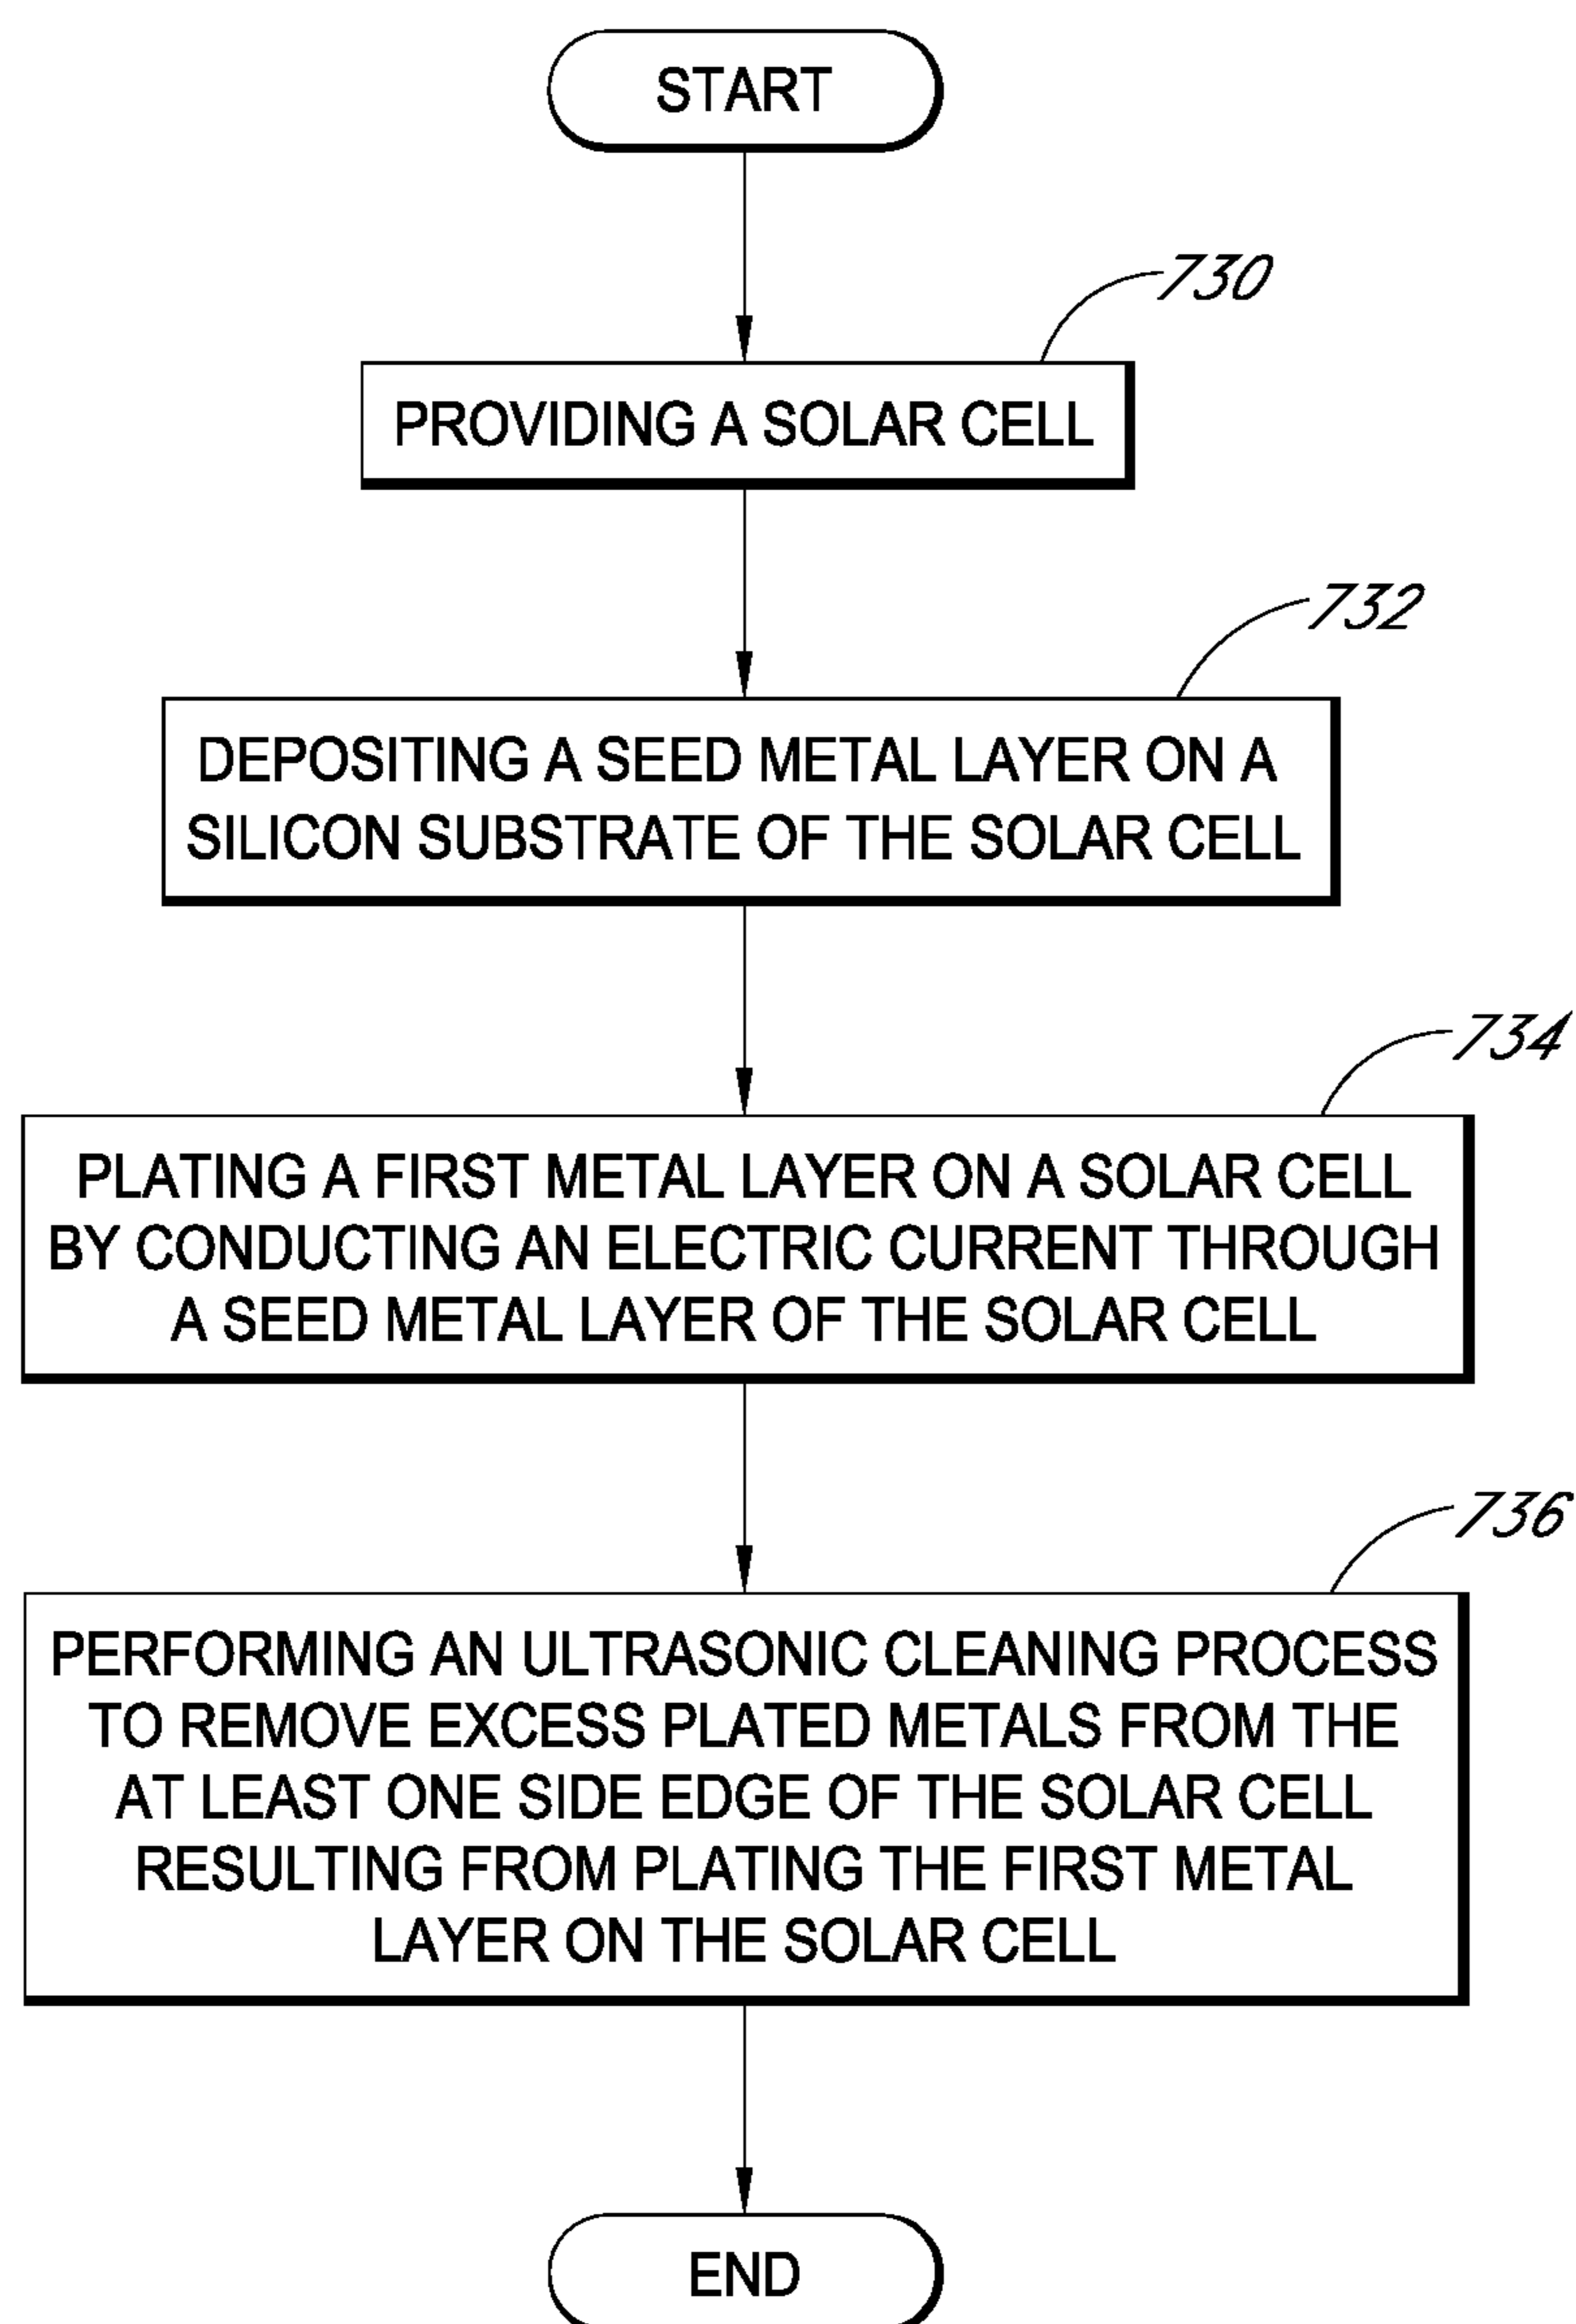 START
730
PROVIDING A SOLAR CELL
732
DEPOSITING A SEED METAL LAYER ON A
SILICON SUBSTRATE OF THE SOLAR CELL
734
PLATING A FIRST METAL LAYER ON A SOLAR CELL
BY CONDUCTING AN ELECTRIC CURRENT THROUGH
A SEED METAL LAYER OF THE SOLAR CELL
736
PERFORMING AN ULTRASONIC CLEANING PROCESS
TO REMOVE EXCESS PLATED METALS FROM THE
AT LEAST ONE SIDE EDGE OF THE SOLAR CELL
RESULTING FROM PLATING THE FIRST METAL
LAYER ON THE SOLAR CELL
END